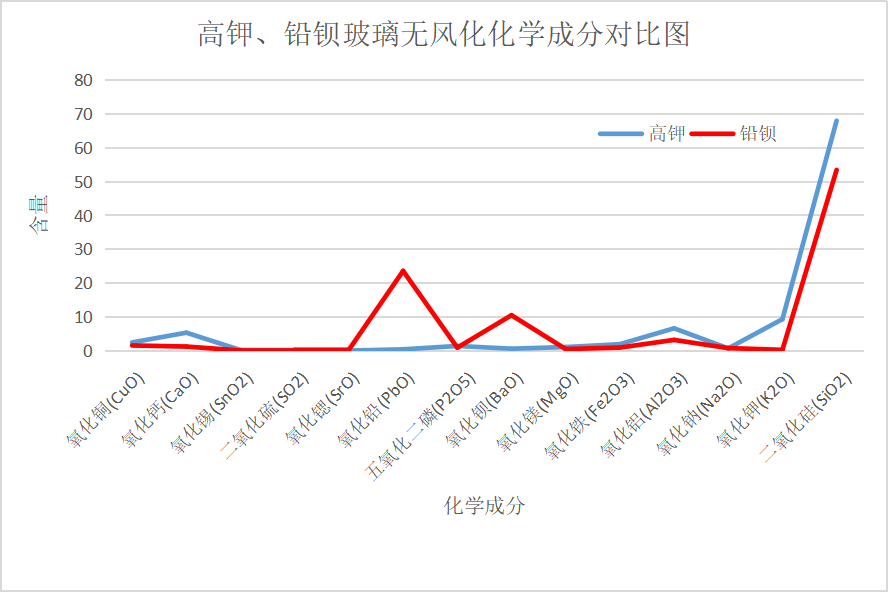 高钾、铅钡玻璃无风化化学成分对比图
80
70
60
50
40
30
20
10
0
含量
高钾
铅钡
氧化铜(CuO)
氧化钙(CaO)
氧化锡(SnO2)
二氧化硫(SO2)
氧化锶(SrO)
氧化铅(PbO)
五氧化二磷(P2O5)
氧化钡(BaO)
氧化镁(MgO)
氧化铁(Fe2O3)
氧化铝(Al2O3)
氧化钠(Na2O)
氧化钾(K2O)
二氧化硅(SiO2)
化学成分